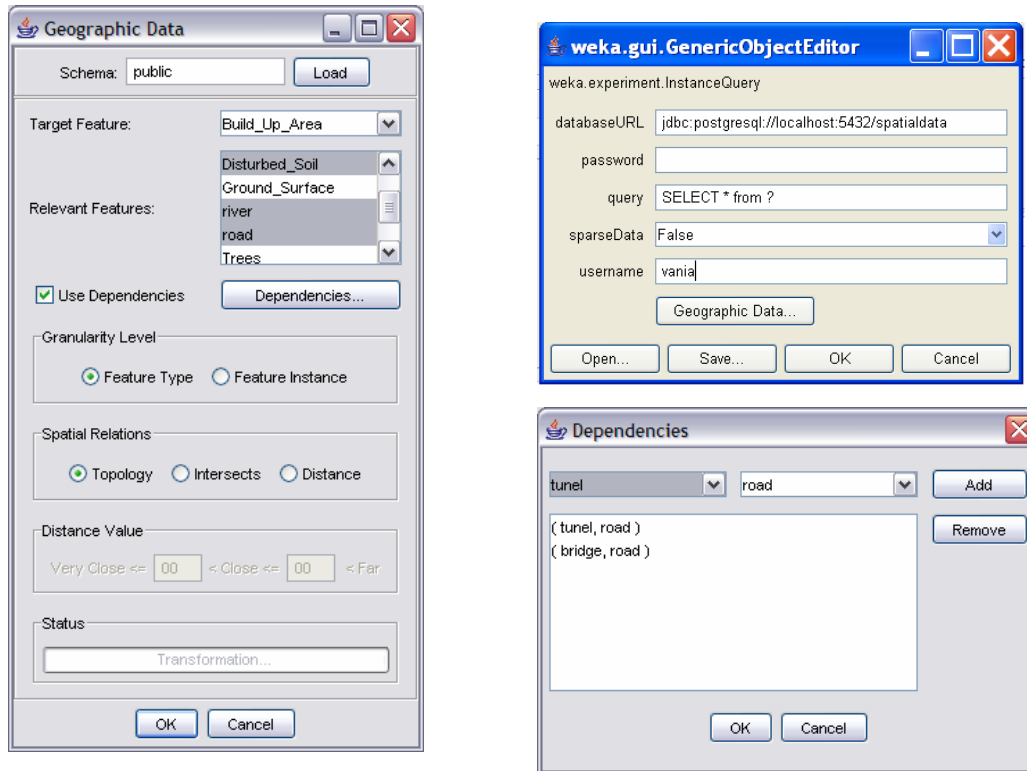 Geographic Data
Schema: public Load
Target Feature: Build_Up_Area
Relevant Features:
Disturbed_Soil
Ground_Surface
river
road
Trees
Use Dependencies Dependencies...
Granularity Level
Feature Type Feature Instance
Spatial Relations
Topology Intersects Distance
Distance Value
Very Close <= 00 < Close <= 00 < Far
Status
Transformation...
OK Cancel
weka.gui.GenericObjectEditor
weka.experiment.InstanceQuery
databaseURL jdbc:postgresql://localhost:5432/spatialdata
password
query SELECT * from ?
sparseData False
username vania
Geographic Data...
Open... Save... OK Cancel
Dependencies
tunel road Add
( tunel, road ) Remove
( bridge, road )
OK Cancel